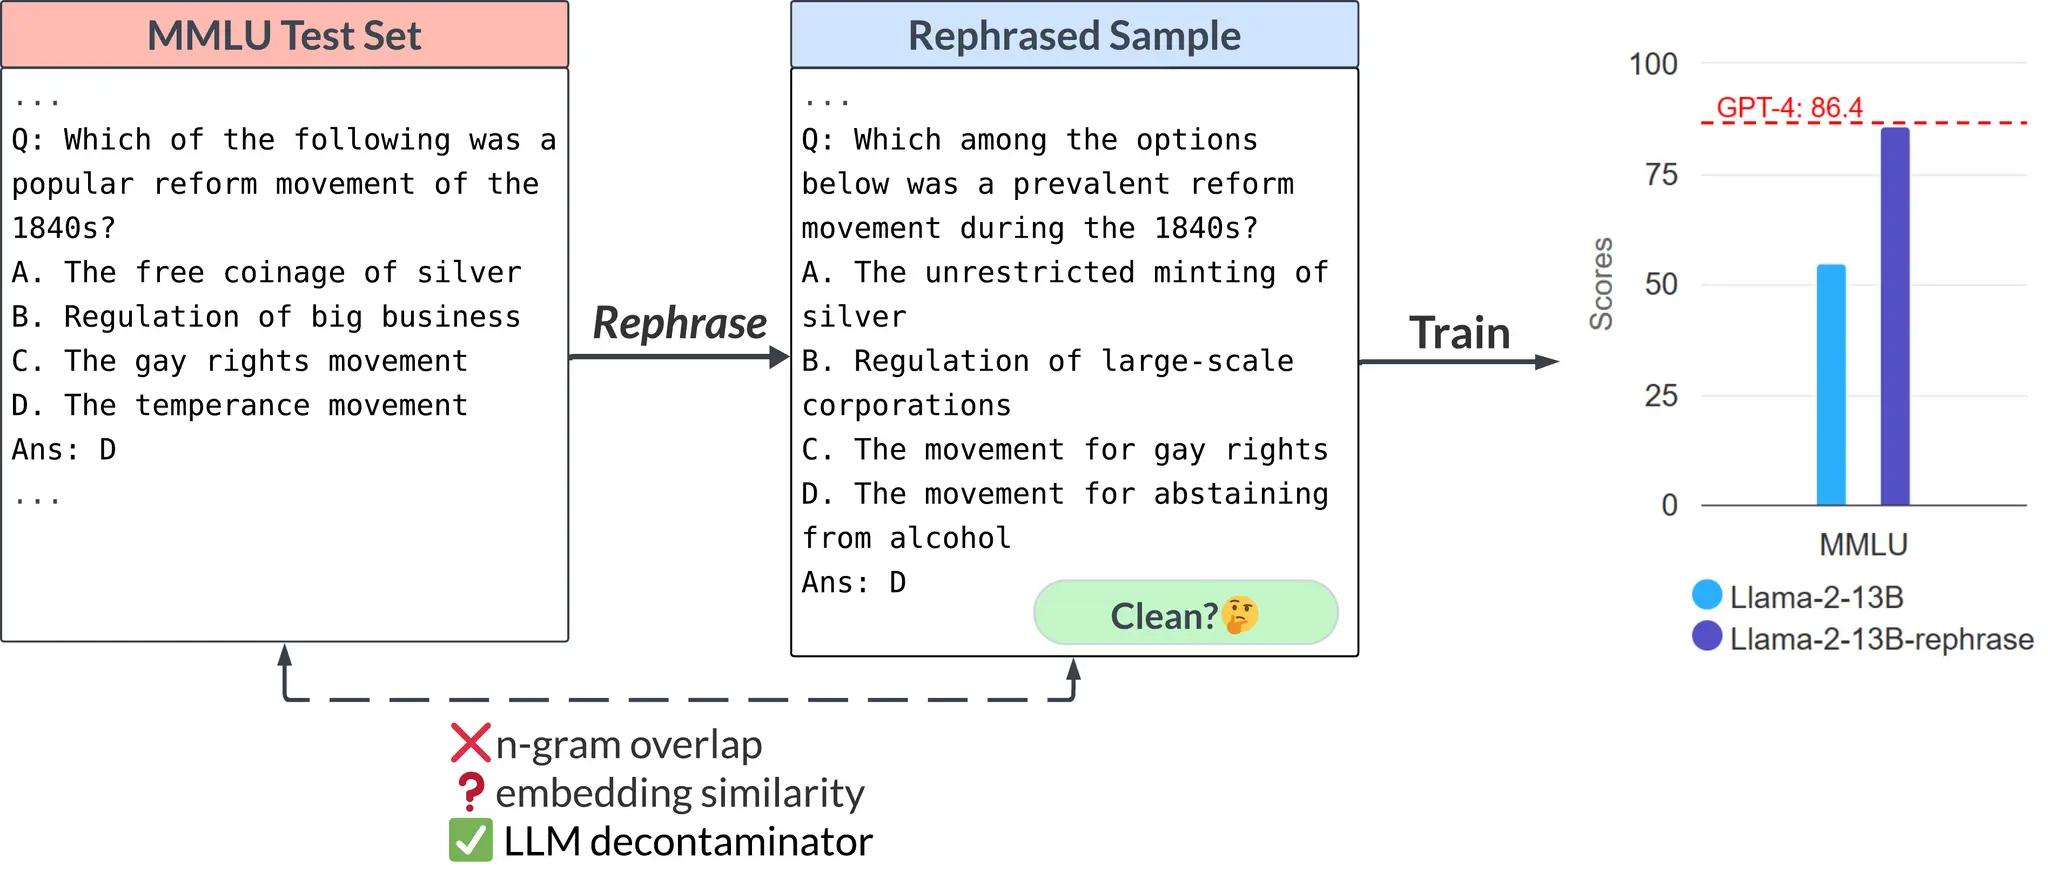 MMLU Test Set
...
Q: Which of the following was a
popular reform movement of the
1840s?
A. The free coinage of silver
B. Regulation of big business
C. The gay rights movement
D. The temperance movement
Ans: D
...
Rephrase
Rephrased Sample
...
Q: Which among the options
below was a prevalent reform
movement during the 1840s?
A. The unrestricted minting of
silver
B. Regulation of large-scale
corporations
C. The movement for gay rights
D. The movement for abstaining
from alcohol
Ans: D
Clean?🤔
Train
❌n-gram overlap
❓embedding similarity
✅ LLM decontaminator
Scores
100
GPT-4: 86.4
75
50
25
0
MMLU
Llama-2-13B
Llama-2-13B-rephrase